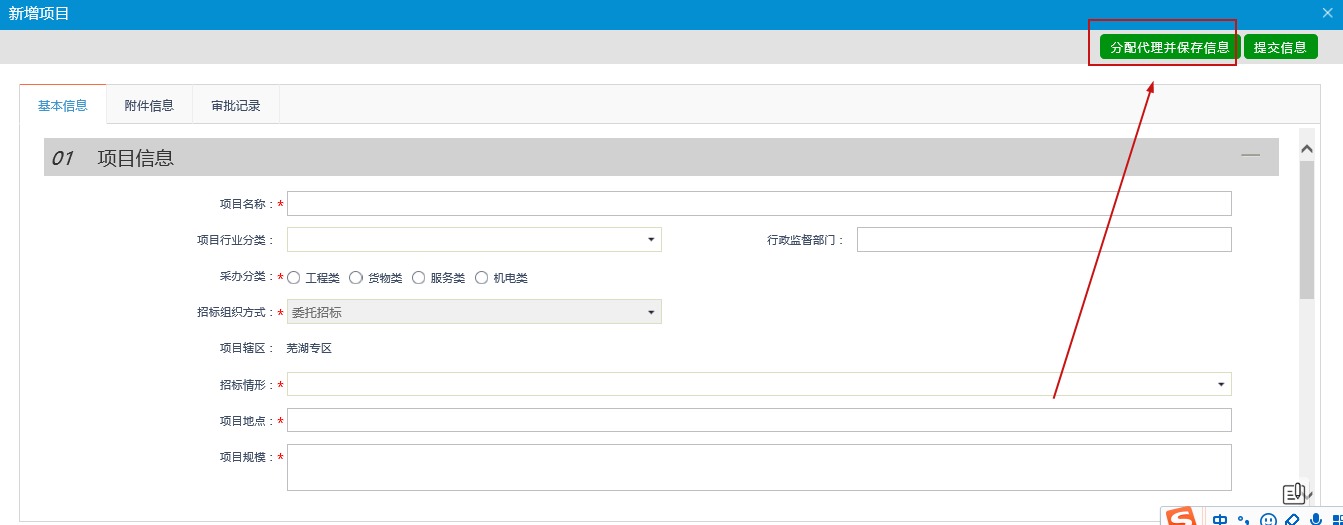 新增项目
分配代理并保存信息 提交信息
基本信息 附件信息 审批记录
01 项目信息
项目名称：*
项目行业分类： 行政监督部门：
采办分类：* 工程类 货物类 服务类 机电类
招标组织方式：* 委托招标
项目辖区： 芜湖专区
招标情形：*
项目地点：*
项目规模：*
中